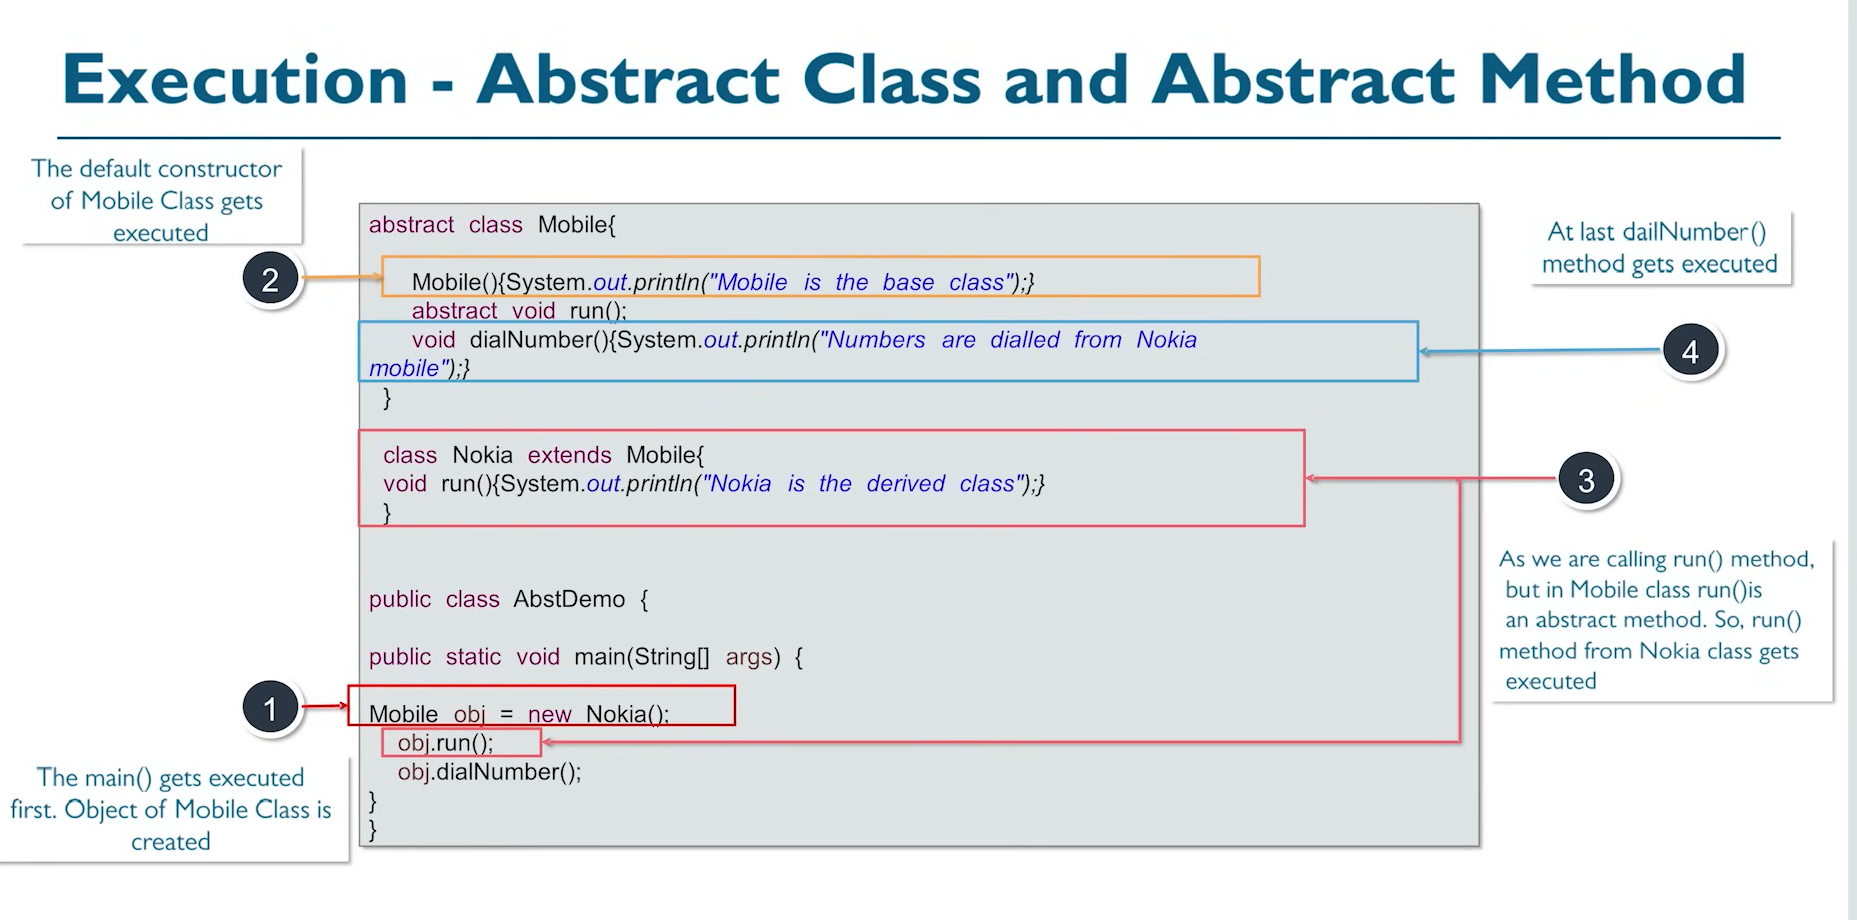 Execution - Abstract Class and Abstract Method
The default constructor
of Mobile Class gets
executed
2
abstract class Mobile{
Mobile(){System.out.println("Mobile is the base class");}
abstract void run();
void dialNumber(){System.out.println("Numbers are dialled from Nokia
mobile");}
}
class Nokia extends Mobile{
void run(){System.out.println("Nokia is the derived class");}
}
public class AbstDemo {
public static void main(String[] args) {
Mobile obj = new Nokia();
obj.run();
obj.dialNumber();
}
}
At last dailNumber()
method gets executed
4
3
As we are calling run() method,
but in Mobile class run()is
an abstract method. So, run()
method from Nokia class gets
executed
1
The main() gets executed
first. Object of Mobile Class is
created